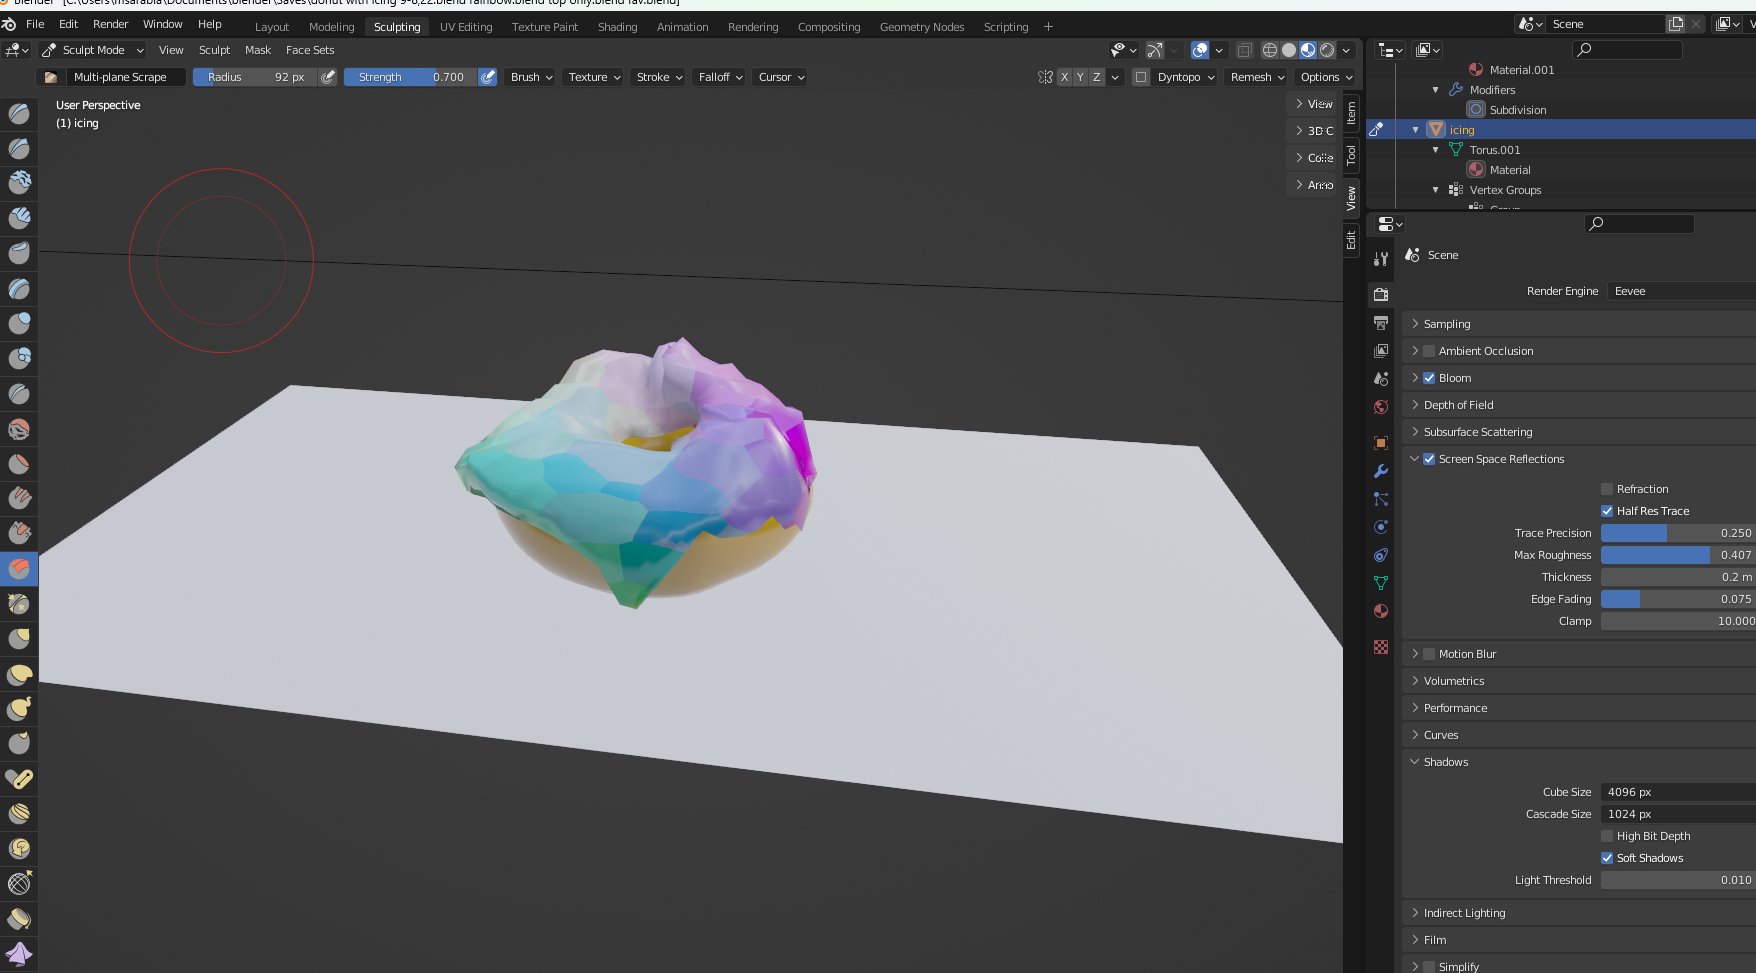 Blender [C:\Users\msarabia\Documents\blender\Saves\donut with icing 9-6,22.blend rainbow.blend top only.blend fav.blend]
File Edit Render Window Help Layout Modeling Sculpting UV Editing Texture Paint Shading Animation Rendering Compositing Geometry Nodes Scripting + Scene
Sculpt Mode View Sculpt Mask Face Sets
Multi-plane Scrape Radius 92 px Strength 0.700 Brush Texture Stroke Falloff Cursor X Y Z Dyntopo Remesh Options
User Perspective
(1) icing
View
3D C
Colle
Anno
Item
Tool
View
Edit
Material.001
Modifiers
Subdivision
icing
Torus.001
Material
Vertex Groups
Scene
Render Engine Eevee
Sampling
Ambient Occlusion
Bloom
Depth of Field
Subsurface Scattering
Screen Space Reflections
Refraction
Half Res Trace
Trace Precision 0.250
Max Roughness 0.407
Thickness 0.2 m
Edge Fading 0.075
Clamp 10.000
Motion Blur
Volumetrics
Performance
Curves
Shadows
Cube Size 4096 px
Cascade Size 1024 px
High Bit Depth
Soft Shadows
Light Threshold 0.010
Indirect Lighting
Film
Simplify